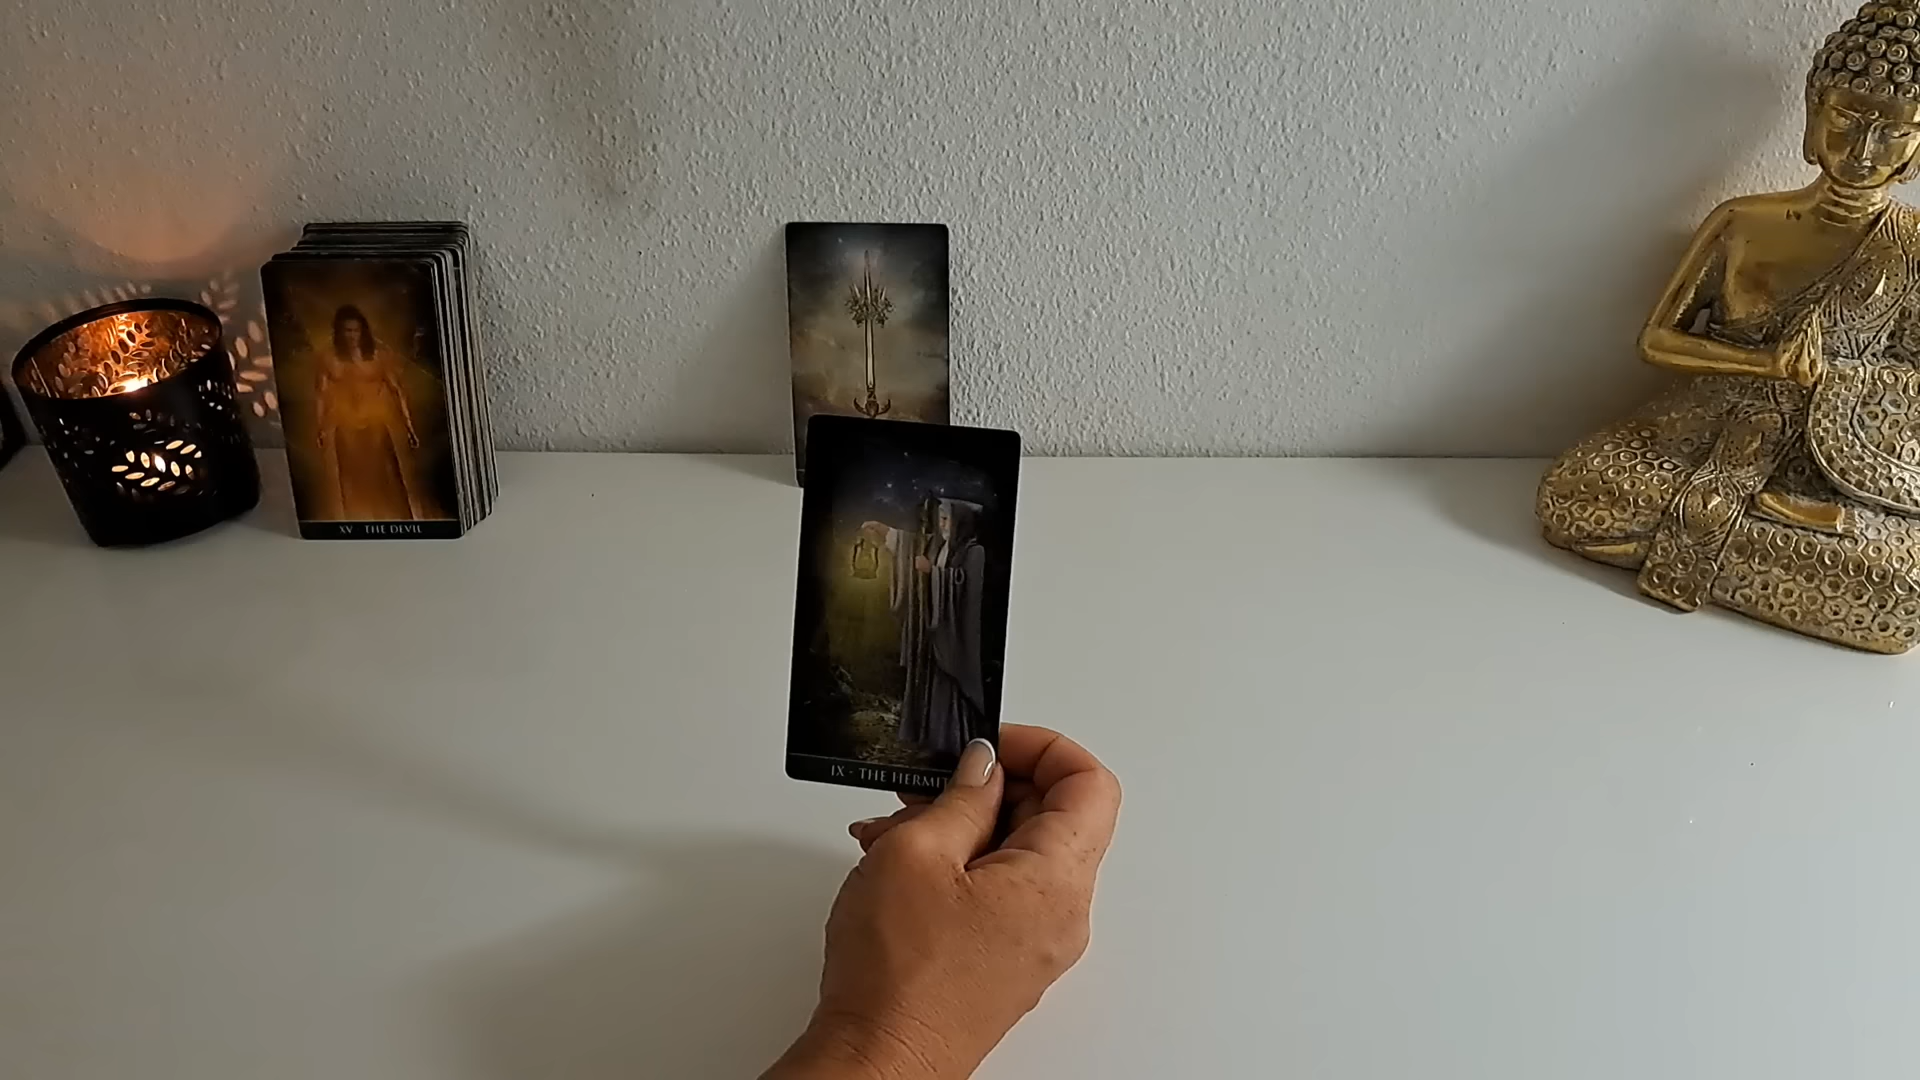 XV - THE DEVIL
IX - THE HERMIT